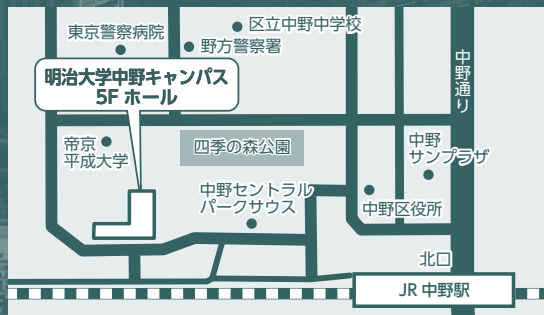 区立中野中学校
東京警察病院
野方警察署
明治大学中野キャンパス
5F ホール
中野通り
帝京
平成大学
四季の森公園
中野
サンプラザ
中野セントラル
パークサウス
中野区役所
北口
JR 中野駅